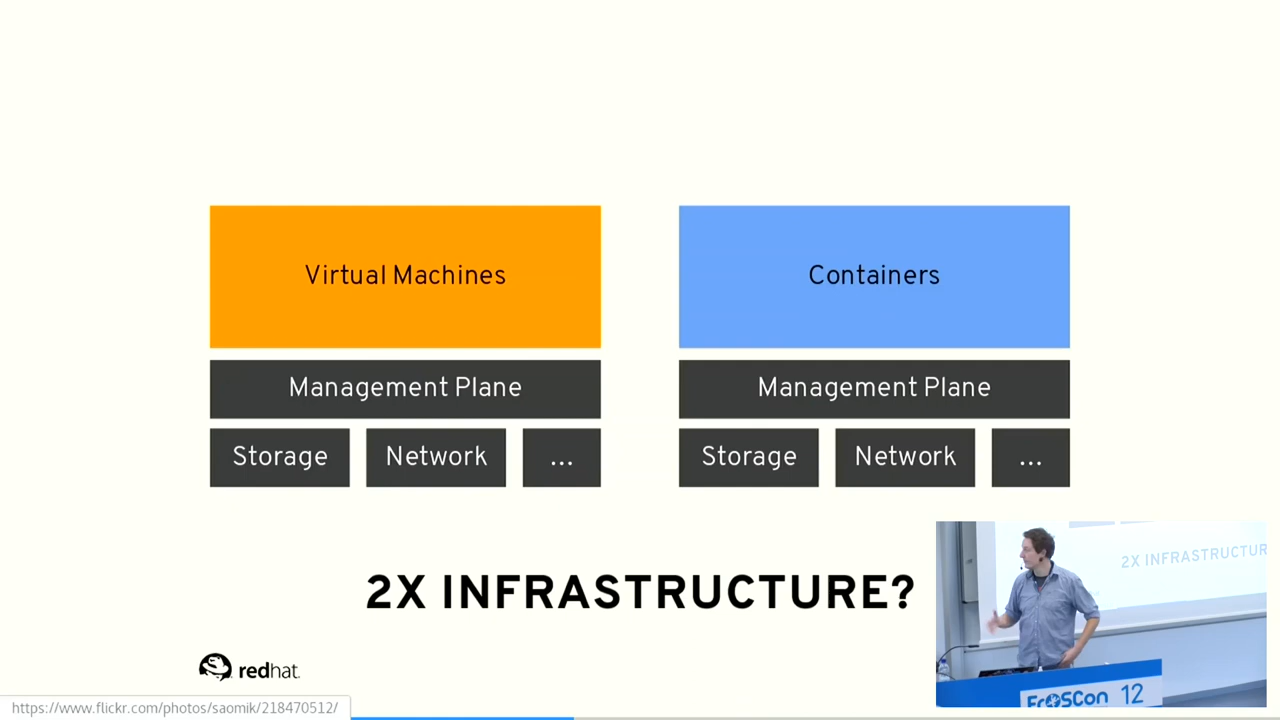 Virtual Machines
Containers
Management Plane
Management Plane
Storage
Network
...
Storage
Network
...
2X INFRASTRUCTURE?
2X INFRASTRUCTUR
redhat.
FrOSCon 12
https://www.flickr.com/photos/saomik/218470512/